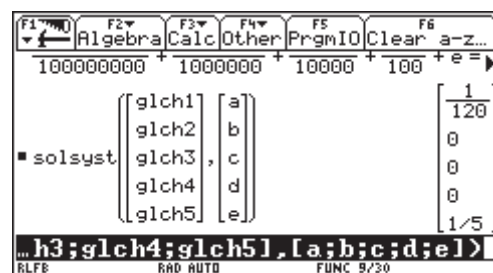 F1 F2 F3 F4 F5 F6
Algebra Calc Other PrgmIO Clear a-z…
100000000 + 1000000 + 10000 + 100 + e =
■ solsyst([glch1 glch2 glch3 glch4 glch5], [a b c d e])
[1/120 0 0 0 1/5]
…h3;glch4;glch5],[a;b;c;d;e])
RLFB RAD AUTO FUNC 9/30